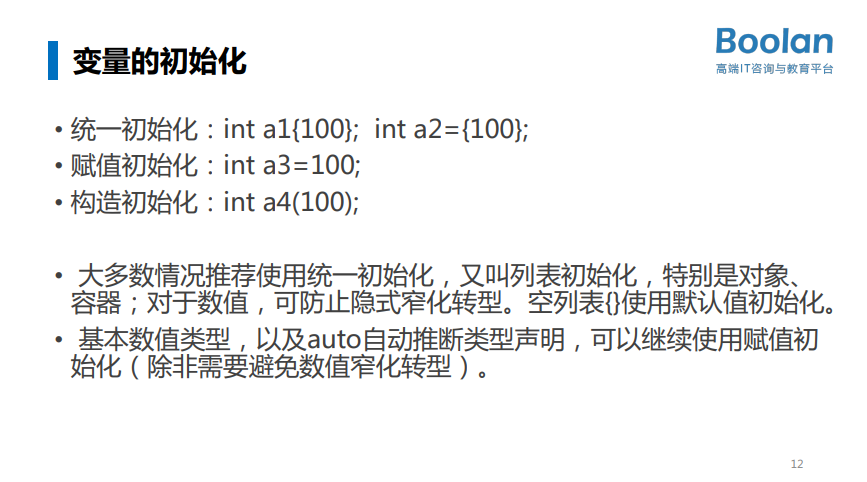 Boolan
高端IT咨询与教育平台
变量的初始化
• 统一初始化：int a1{100};  int a2={100};
• 赋值初始化：int a3=100;
• 构造初始化：int a4(100);
• 大多数情况推荐使用统一初始化，又叫列表初始化，特别是对象、
容器；对于数值，可防止隐式窄化转型。空列表{}使用默认值初始化。
• 基本数值类型，以及auto自动推断类型声明，可以继续使用赋值初
始化（除非需要避免数值窄化转型）。
12